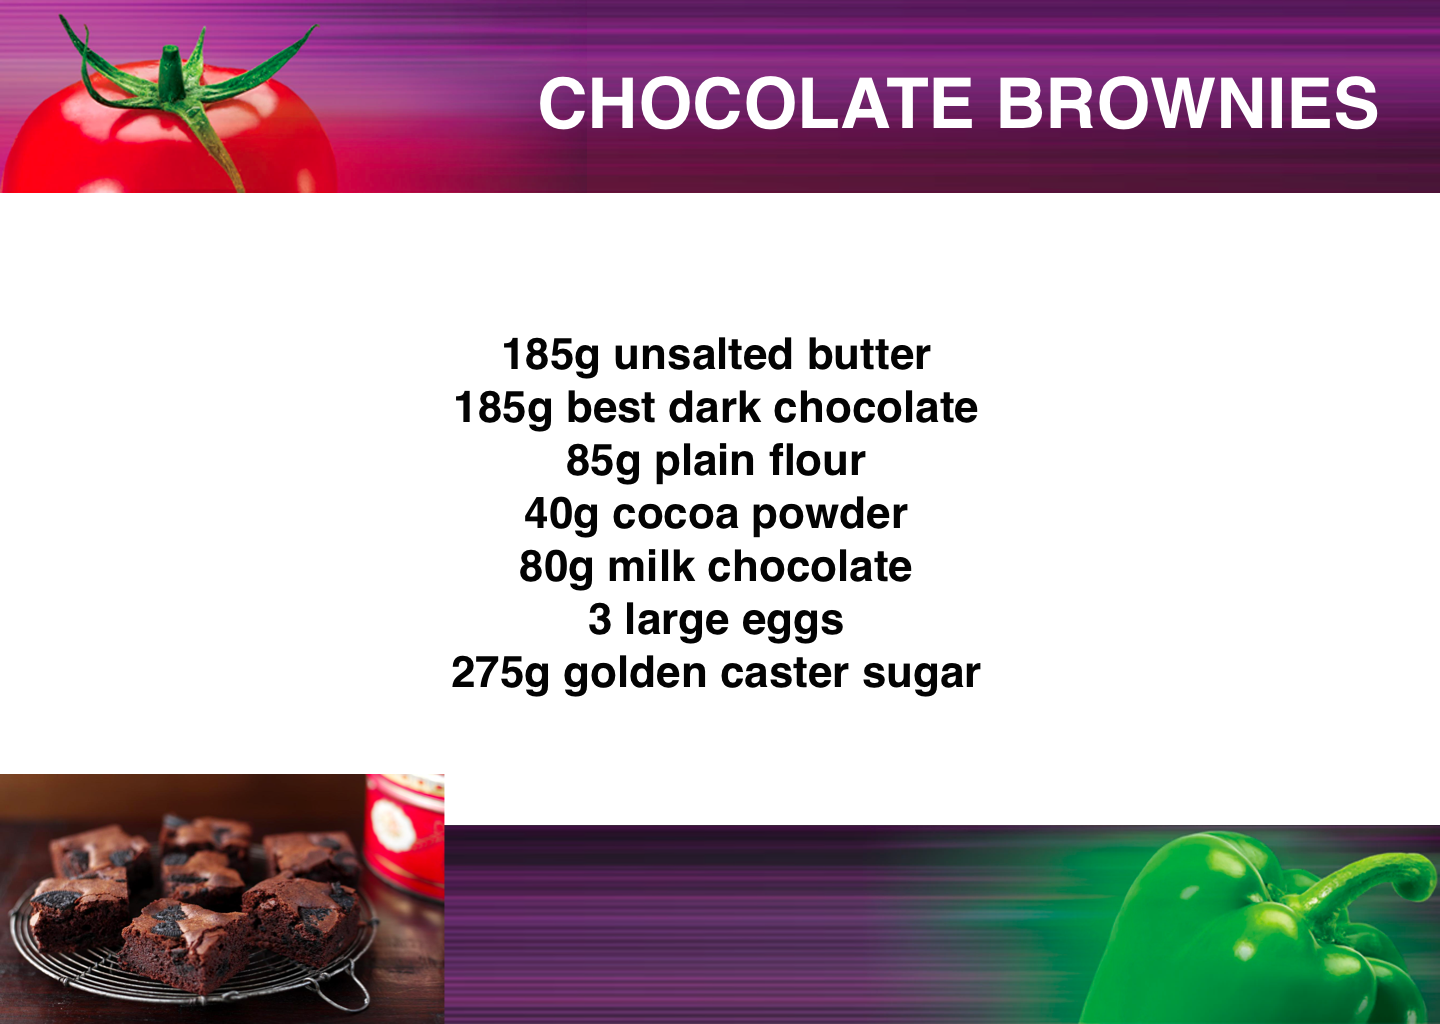 CHOCOLATE BROWNIES
185g unsalted butter
185g best dark chocolate
85g plain flour
40g cocoa powder
80g milk chocolate
3 large eggs
275g golden caster sugar